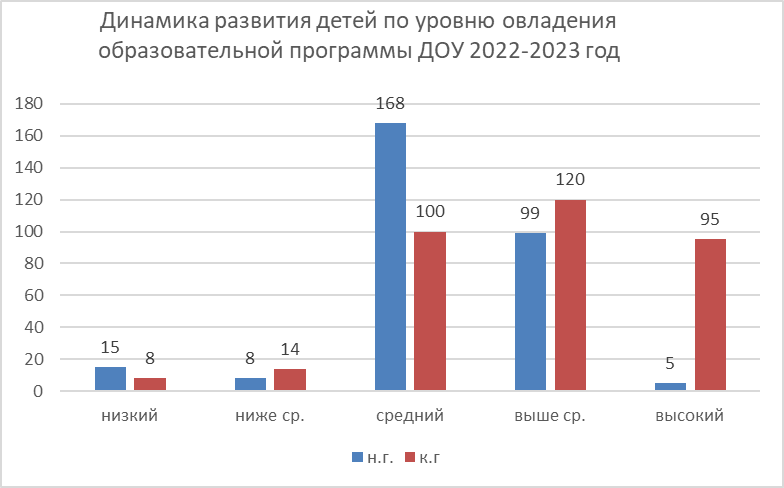 Динамика развития детей по уровню овладения
образовательной программы ДОУ 2022-2023 год
180
160
140
120
100
80
60
40
20
0
15
8
8
14
168
100
99
120
5
95
низкий
ниже ср.
средний
выше ср.
высокий
н.г.
к.г